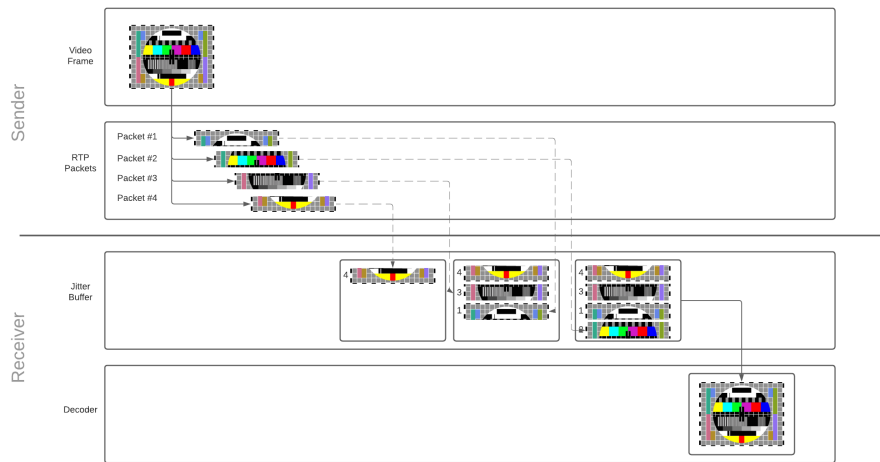 Sender
Video
Frame
RTP
Packets
Packet #1
Packet #2
Packet #3
Packet #4
Receiver
Jitter
Buffer
4
4
3
1
4
3
1
Decoder